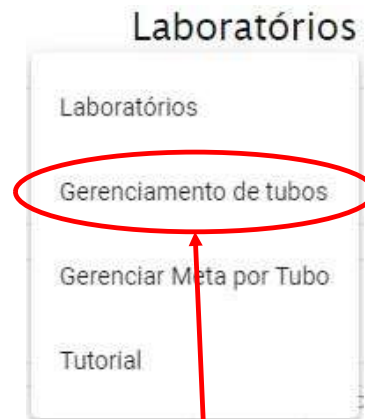 Laboratórios
Laboratórios
Gerenciamento de tubos
Gerenciar Meta por Tubo
Tutorial